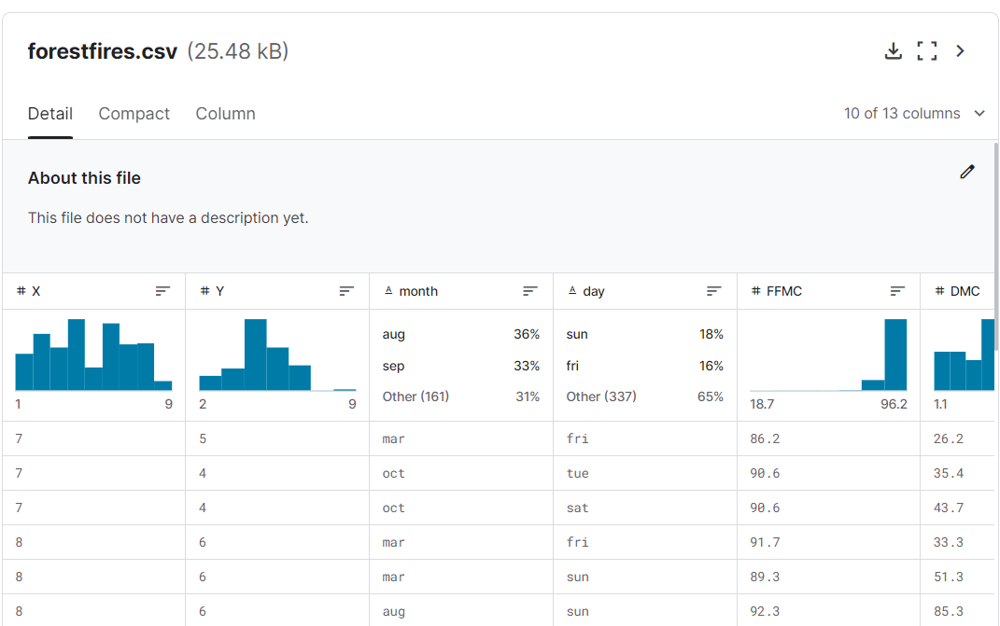 forestfires.csv (25.48 kB)
Detail Compact Column 10 of 13 columns
About this file
This file does not have a description yet.
# X # Y A month A day # FFMC # DMC
aug 36% sun 18%
sep 33% fri 16%
Other (161) 31% Other (337) 65%
1 9 2 9 18.7 96.2 1.1
7 5 mar fri 86.2 26.2
7 4 oct tue 90.6 35.4
7 4 oct sat 90.6 43.7
8 6 mar fri 91.7 33.3
8 6 mar sun 89.3 51.3
8 6 aug sun 92.3 85.3